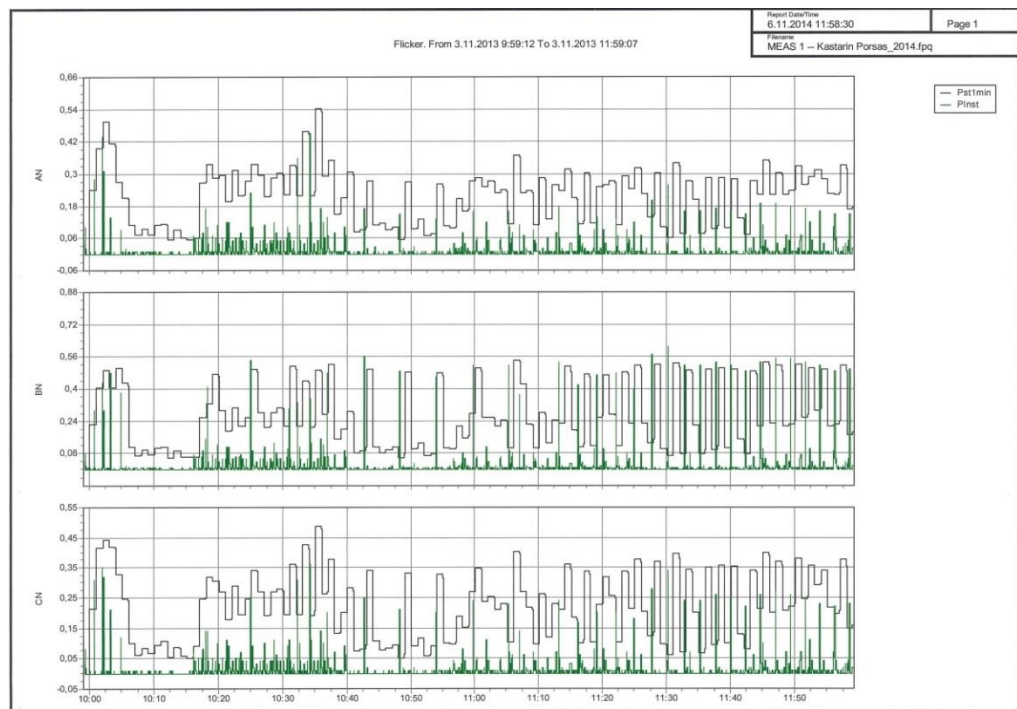 Report Date/Time
6.11.2014 11:58:30
Page 1
Filename
MEAS 1 -- Kastarin Porsas_2014.fpq
Flicker. From 3.11.2013 9:59:12 To 3.11.2013 11:59:07
Pst1min
PInst
0,66
0,54
0,42
0,3
0,18
0,06
-0,06
AN
0,88
0,72
0,56
0,4
0,24
0,08
BN
0,55
0,45
0,35
0,25
0,15
0,05
-0,05
CN
10:00 10:10 10:20 10:30 10:40 10:50 11:00 11:10 11:20 11:30 11:40 11:50